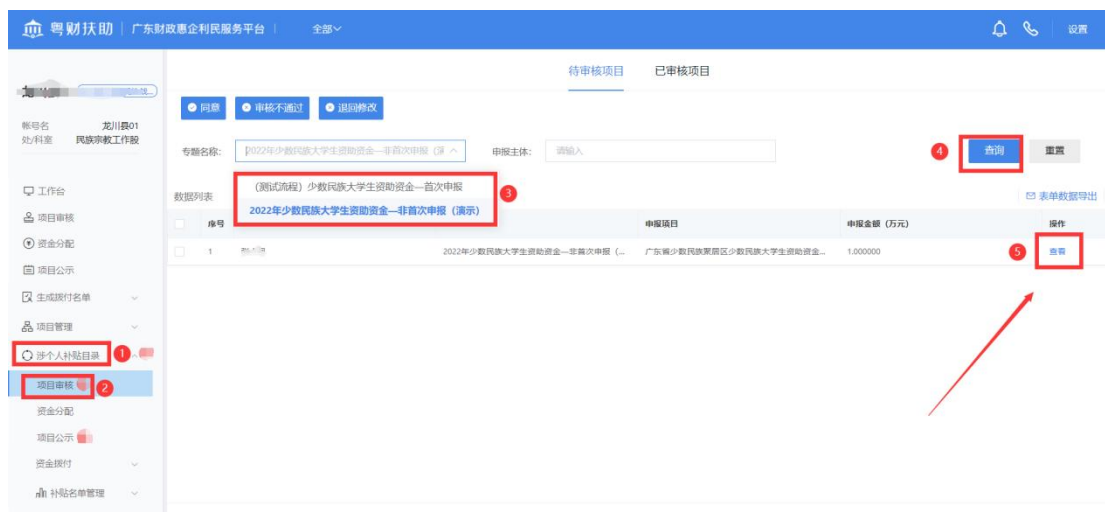 粤财扶助 | 广东财政惠企利民服务平台 | 全部 设置
待审核项目 已审核项目
同意 审核不通过 退回修改
帐号名 龙川县01
处/科室 民族宗教工作股
专题名称: 2022年少数民族大学生资助资金—非首次申报 (演 申报主体: 请输入 4 查询 重置
(测试流程) 少数民族大学生资助资金—首次申报
2022年少数民族大学生资助资金—非首次申报 (演示)
3
数据列表 表单数据导出
序号 申报项目 申报金额 (万元) 操作
1 2022年少数民族大学生资助资金—非首次申报 (... 广东省少数民族聚居区少数民族大学生资助资金... 1.000000 5 查看
工作台
项目审核
资金分配
项目公示
生成拨付名单
项目管理
涉个人补贴目录 1
项目审核 2
资金分配
项目公示
资金拨付
补贴名单管理